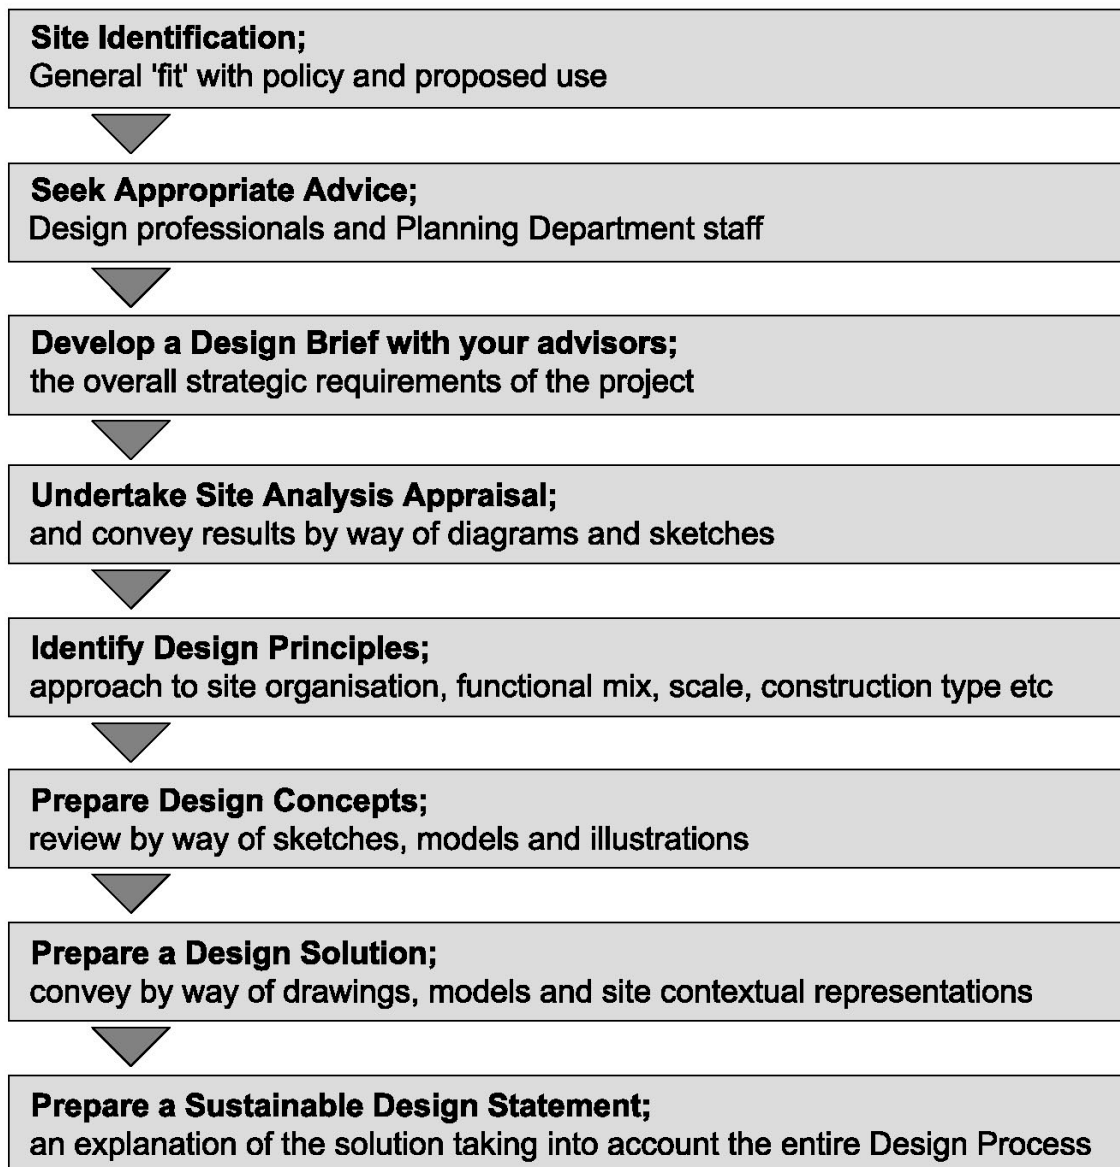 Site Identification;
General 'fit' with policy and proposed use
Seek Appropriate Advice;
Design professionals and Planning Department staff
Develop a Design Brief with your advisors;
the overall strategic requirements of the project
Undertake Site Analysis Appraisal;
and convey results by way of diagrams and sketches
Identify Design Principles;
approach to site organisation, functional mix, scale, construction type etc
Prepare Design Concepts;
review by way of sketches, models and illustrations
Prepare a Design Solution;
convey by way of drawings, models and site contextual representations
Prepare a Sustainable Design Statement;
an explanation of the solution taking into account the entire Design Process